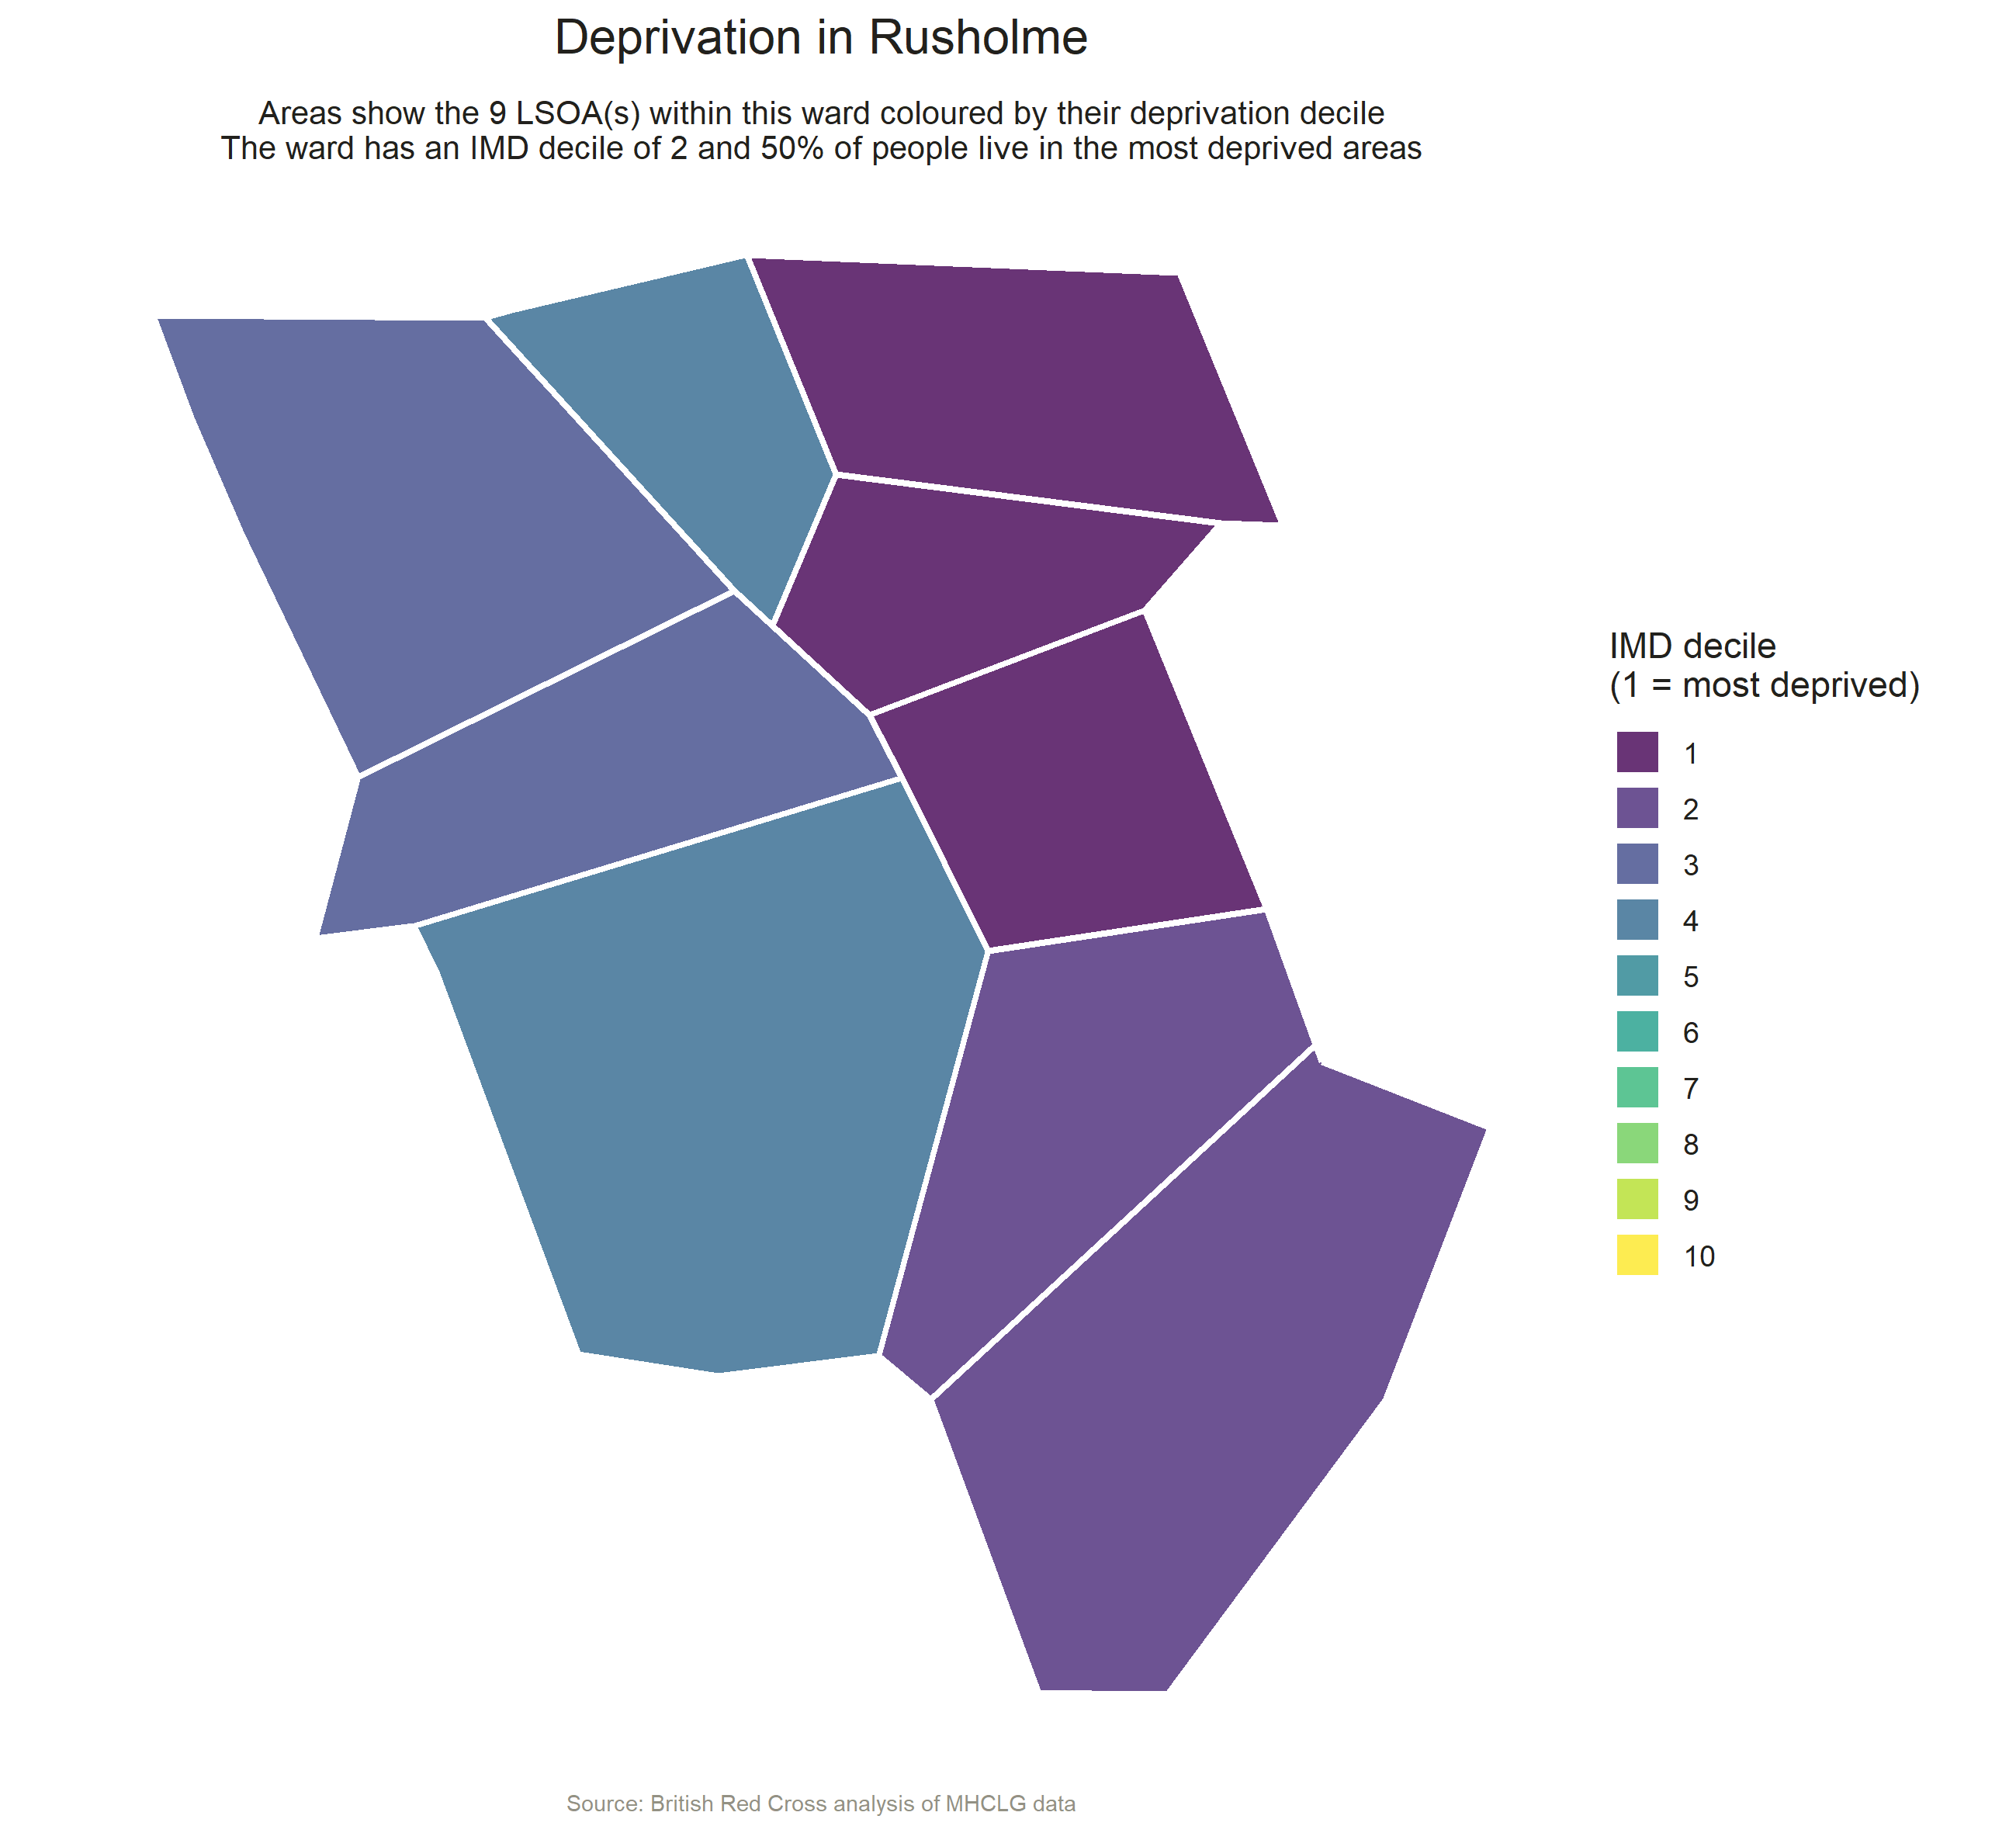 Deprivation in Rusholme
Areas show the 9 LSOA(s) within this ward coloured by their deprivation decile
The ward has an IMD decile of 2 and 50% of people live in the most deprived areas
IMD decile
(1 = most deprived)
1
2
3
4
5
6
7
8
9
10
Source: British Red Cross analysis of MHCLG data